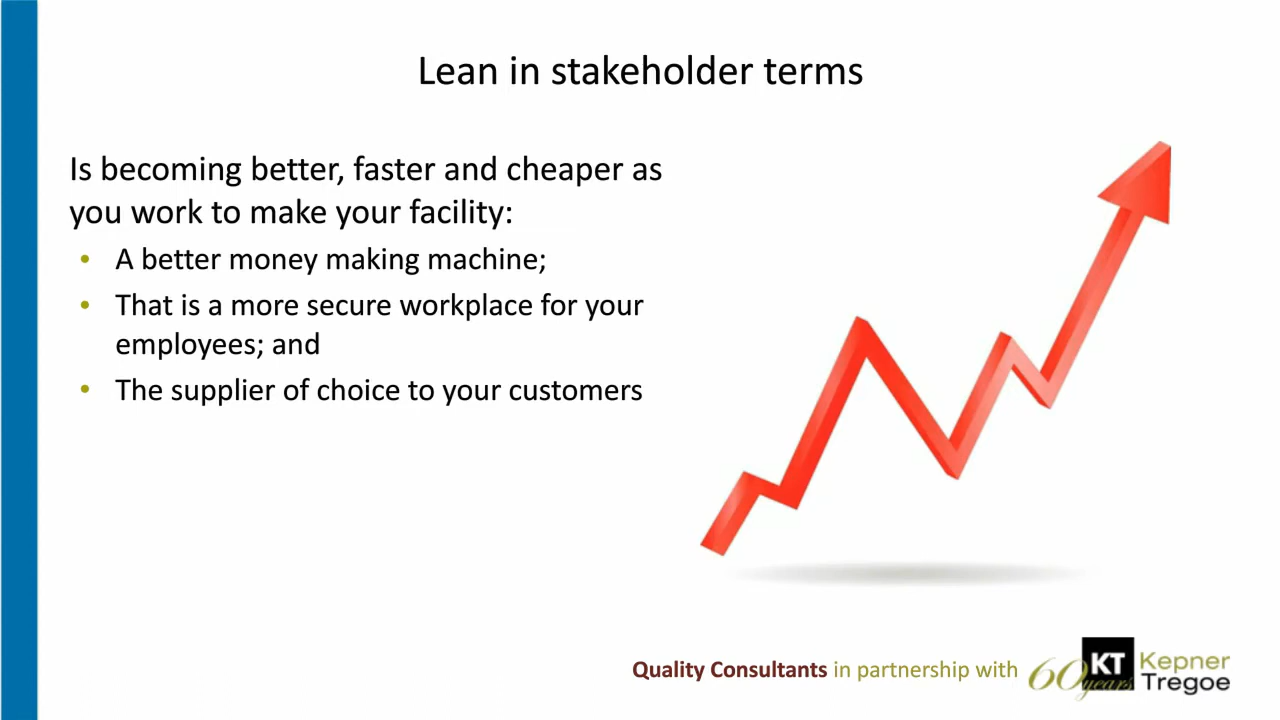 Lean in stakeholder terms
Is becoming better, faster and cheaper as
you work to make your facility:
• A better money making machine;
• That is a more secure workplace for your
employees; and
• The supplier of choice to your customers
Quality Consultants in partnership with
60 years
KT
Kepner
Tregoe